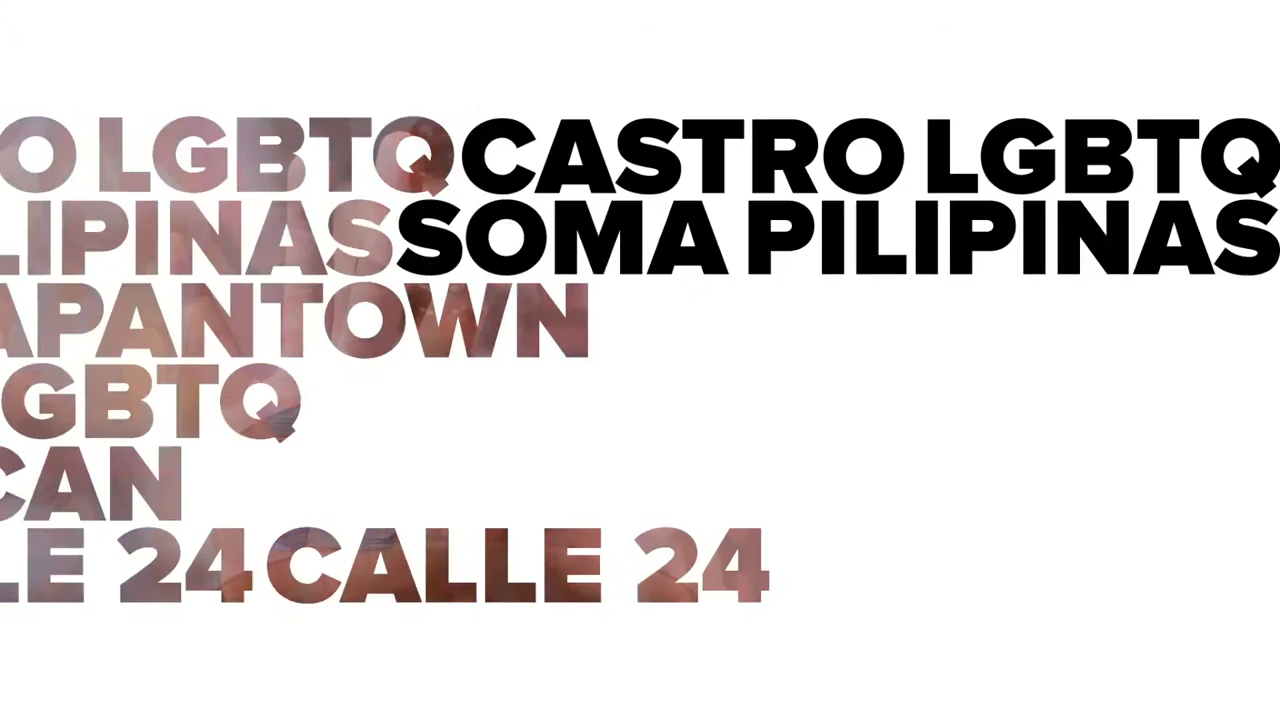 O LGBTQ CASTRO LGBTQ
LIPINAS SOMA PILIPINAS
APANTOWN
GBTQ
CAN
LE 24 CALLE 24